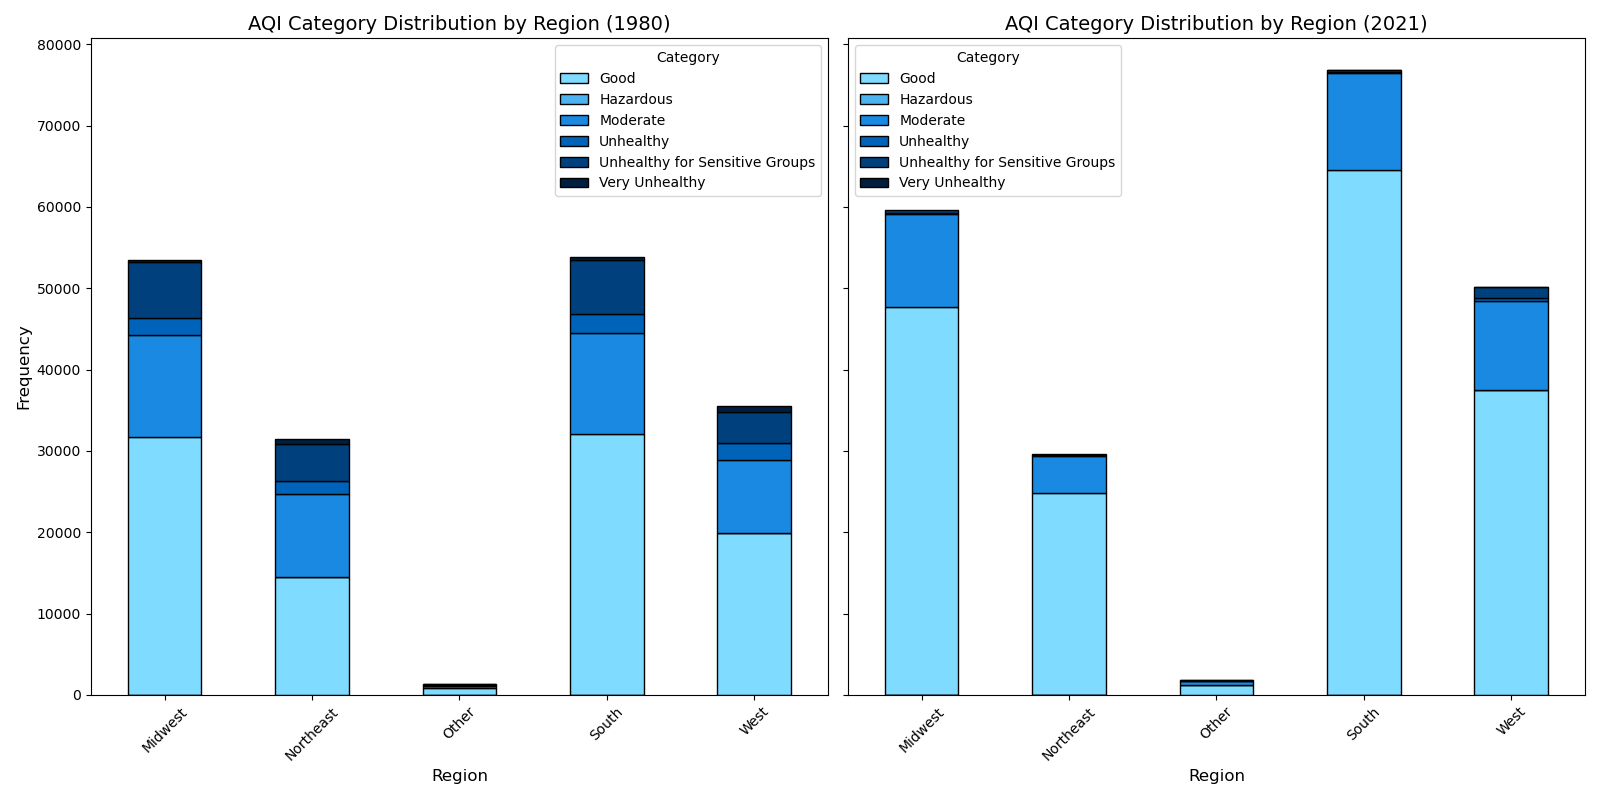 AQI Category Distribution by Region (1980)
Category
Good
Hazardous
Moderate
Unhealthy
Unhealthy for Sensitive Groups
Very Unhealthy
Frequency
80000
70000
60000
50000
40000
30000
20000
10000
0
Midwest
Northeast
Other
South
West
Region
AQI Category Distribution by Region (2021)
Category
Good
Hazardous
Moderate
Unhealthy
Unhealthy for Sensitive Groups
Very Unhealthy
Midwest
Northeast
Other
South
West
Region